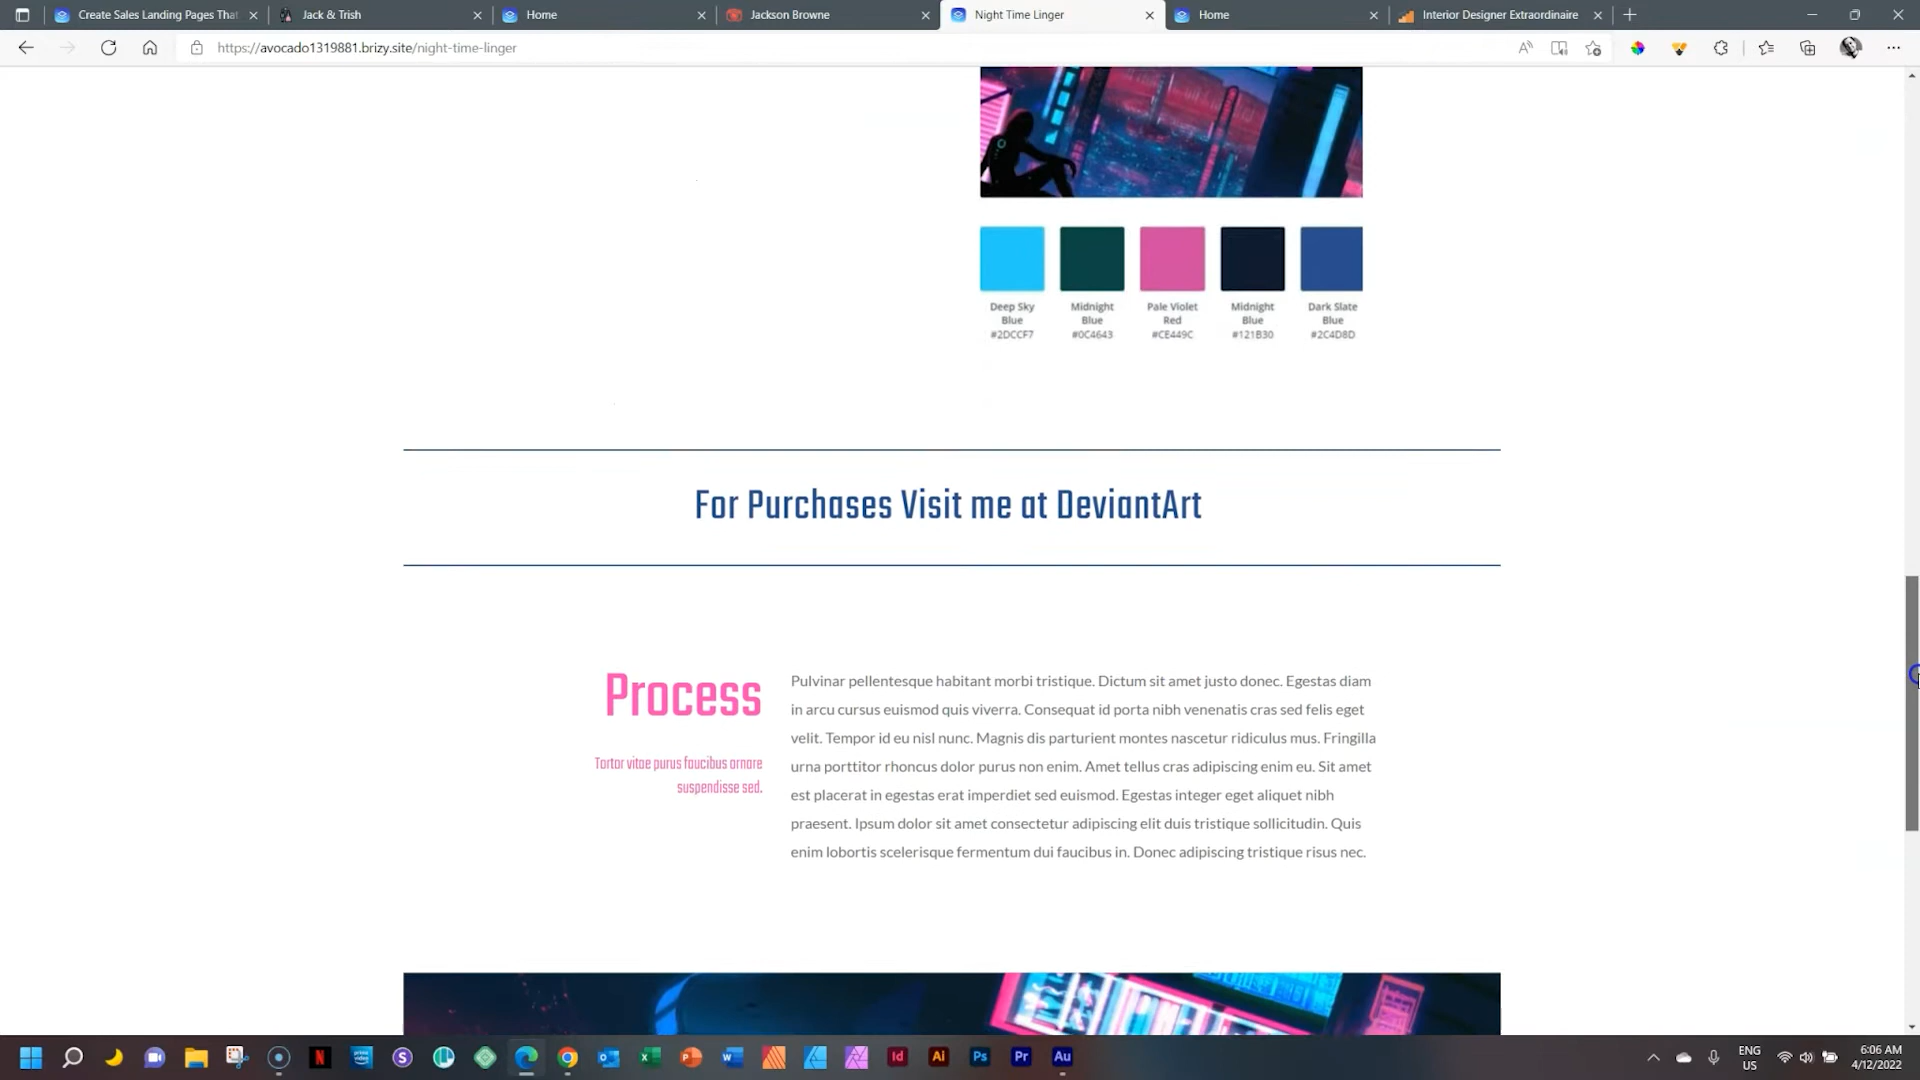 Create Sales Landing Pages That
Jack & Trish
Home
Jackson Browne
Night Time Linger
Home
Interior Designer Extraordinaire
https://avocado1319881.brizy.site/night-time-linger
Deep Sky Blue #2DCCF7
Midnight Blue #0C4643
Pale Violet Red #CE449C
Midnight Blue #121B30
Dark Slate Blue #2C4D8D
For Purchases Visit me at DeviantArt
Process
Tortor vitae purus faucibus ornare
suspendisse sed.
Pulvinar pellentesque habitant morbi tristique. Dictum sit amet justo donec. Egestas diam
in arcu cursus euismod quis viverra. Consequat id porta nibh venenatis cras sed felis eget
velit. Tempor id eu nisl nunc. Magnis dis parturient montes nascetur ridiculus mus. Fringilla
urna porttitor rhoncus dolor purus non enim. Amet tellus cras adipiscing enim eu. Sit amet
est placerat in egestas erat imperdiet sed euismod. Egestas integer eget aliquet nibh
praesent. Ipsum dolor sit amet consectetur adipiscing elit duis tristique sollicitudin. Quis
enim lobortis scelerisque fermentum dui faucibus in. Donec adipiscing tristique risus nec.
N
prime video
S
Id
Ai
Ps
Pr
Au
ENG
US
6:06 AM
4/12/2022